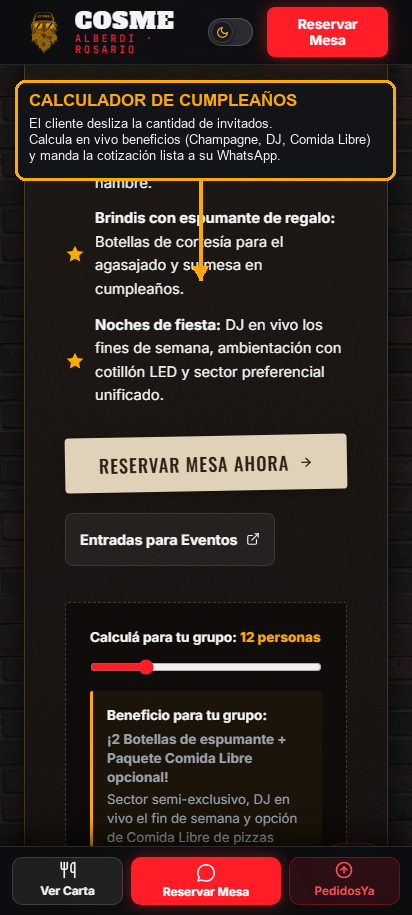 COSME
ALBERDI ·
ROSARIO
Reservar
Mesa
CALCULADOR DE CUMPLEAÑOS
El cliente desliza la cantidad de invitados.
Calcula en vivo beneficios (Champagne, DJ, Comida Libre)
y manda la cotización lista a su WhatsApp.
hambre.
Brindis con espumante de regalo:
Botellas de cortesía para el
agasajado y su mesa en
cumpleaños.
Noches de fiesta: DJ en vivo los
fines de semana, ambientación con
cotillón LED y sector preferencial
unificado.
RESERVAR MESA AHORA →
Entradas para Eventos
Calculá para tu grupo: 12 personas
Beneficio para tu grupo:
¡2 Botellas de espumante +
Paquete Comida Libre
opcional!
Sector semi-exclusivo, DJ en
vivo el fin de semana y opción
de Comida Libre de pizzas
Ver Carta
Reservar Mesa
PedidosYa